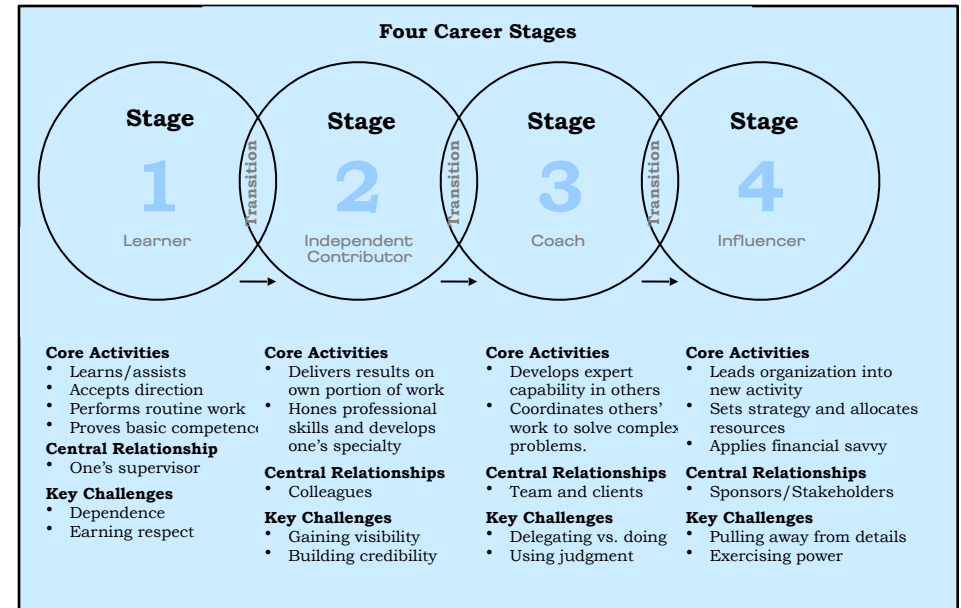 Four Career Stages
Stage
1
Learner
Transition
Stage
2
Independent
Contributor
Transition
Stage
3
Coach
Transition
Stage
4
Influencer
Core Activities
• Learns/assists
• Accepts direction
• Performs routine work
• Proves basic competenc
Central Relationship
• One’s supervisor
Key Challenges
• Dependence
• Earning respect
Core Activities
• Delivers results on
own portion of work
• Hones professional
skills and develops
one’s specialty
Central Relationships
• Colleagues
Key Challenges
• Gaining visibility
• Building credibility
Core Activities
• Develops expert
capability in others
• Coordinates others’
work to solve complex
problems.
Central Relationships
• Team and clients
Key Challenges
• Delegating vs. doing
• Using judgment
Core Activities
• Leads organization into
new activity
• Sets strategy and allocates
resources
• Applies financial savvy
Central Relationships
• Sponsors/Stakeholders
Key Challenges
• Pulling away from details
• Exercising power